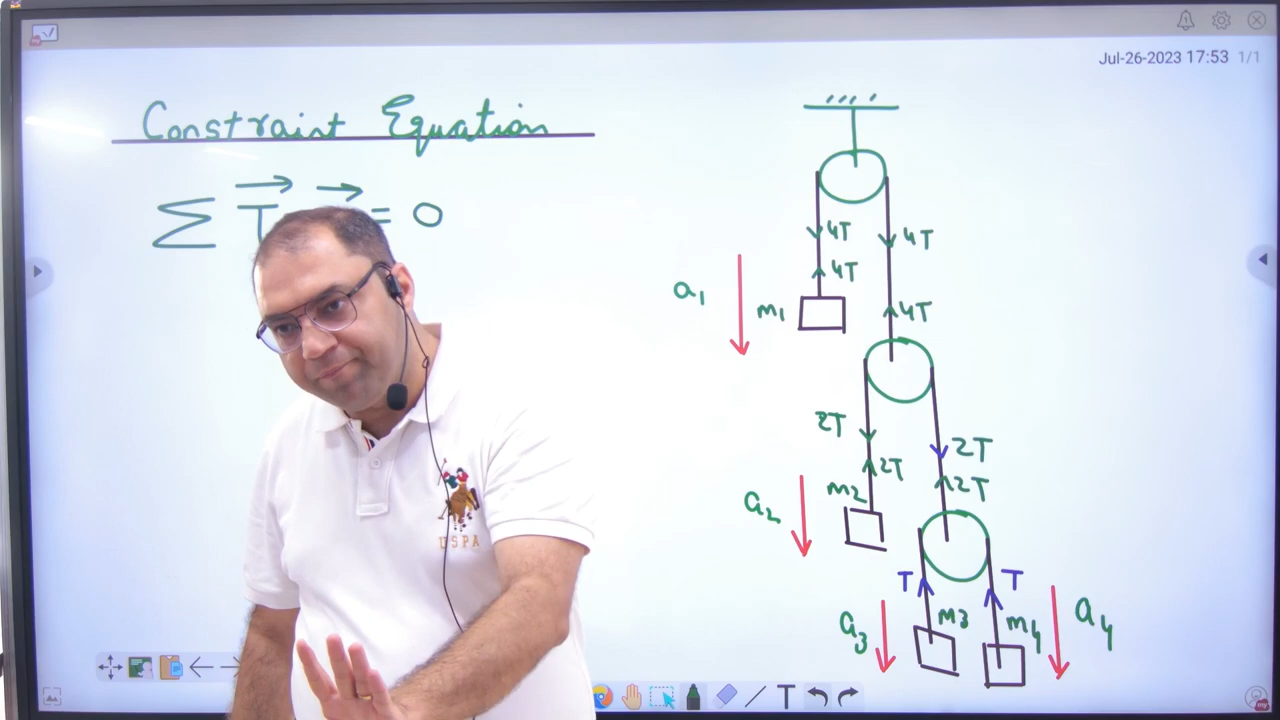 Jul-26-2023 17:53 1/1
Constraint Equation
Σ T = 0
4T 4T
4T
4T
a1 m1
2T 2T
2T 2T
m2
a2
T T
m3 m4
a3 a4
USPA
T